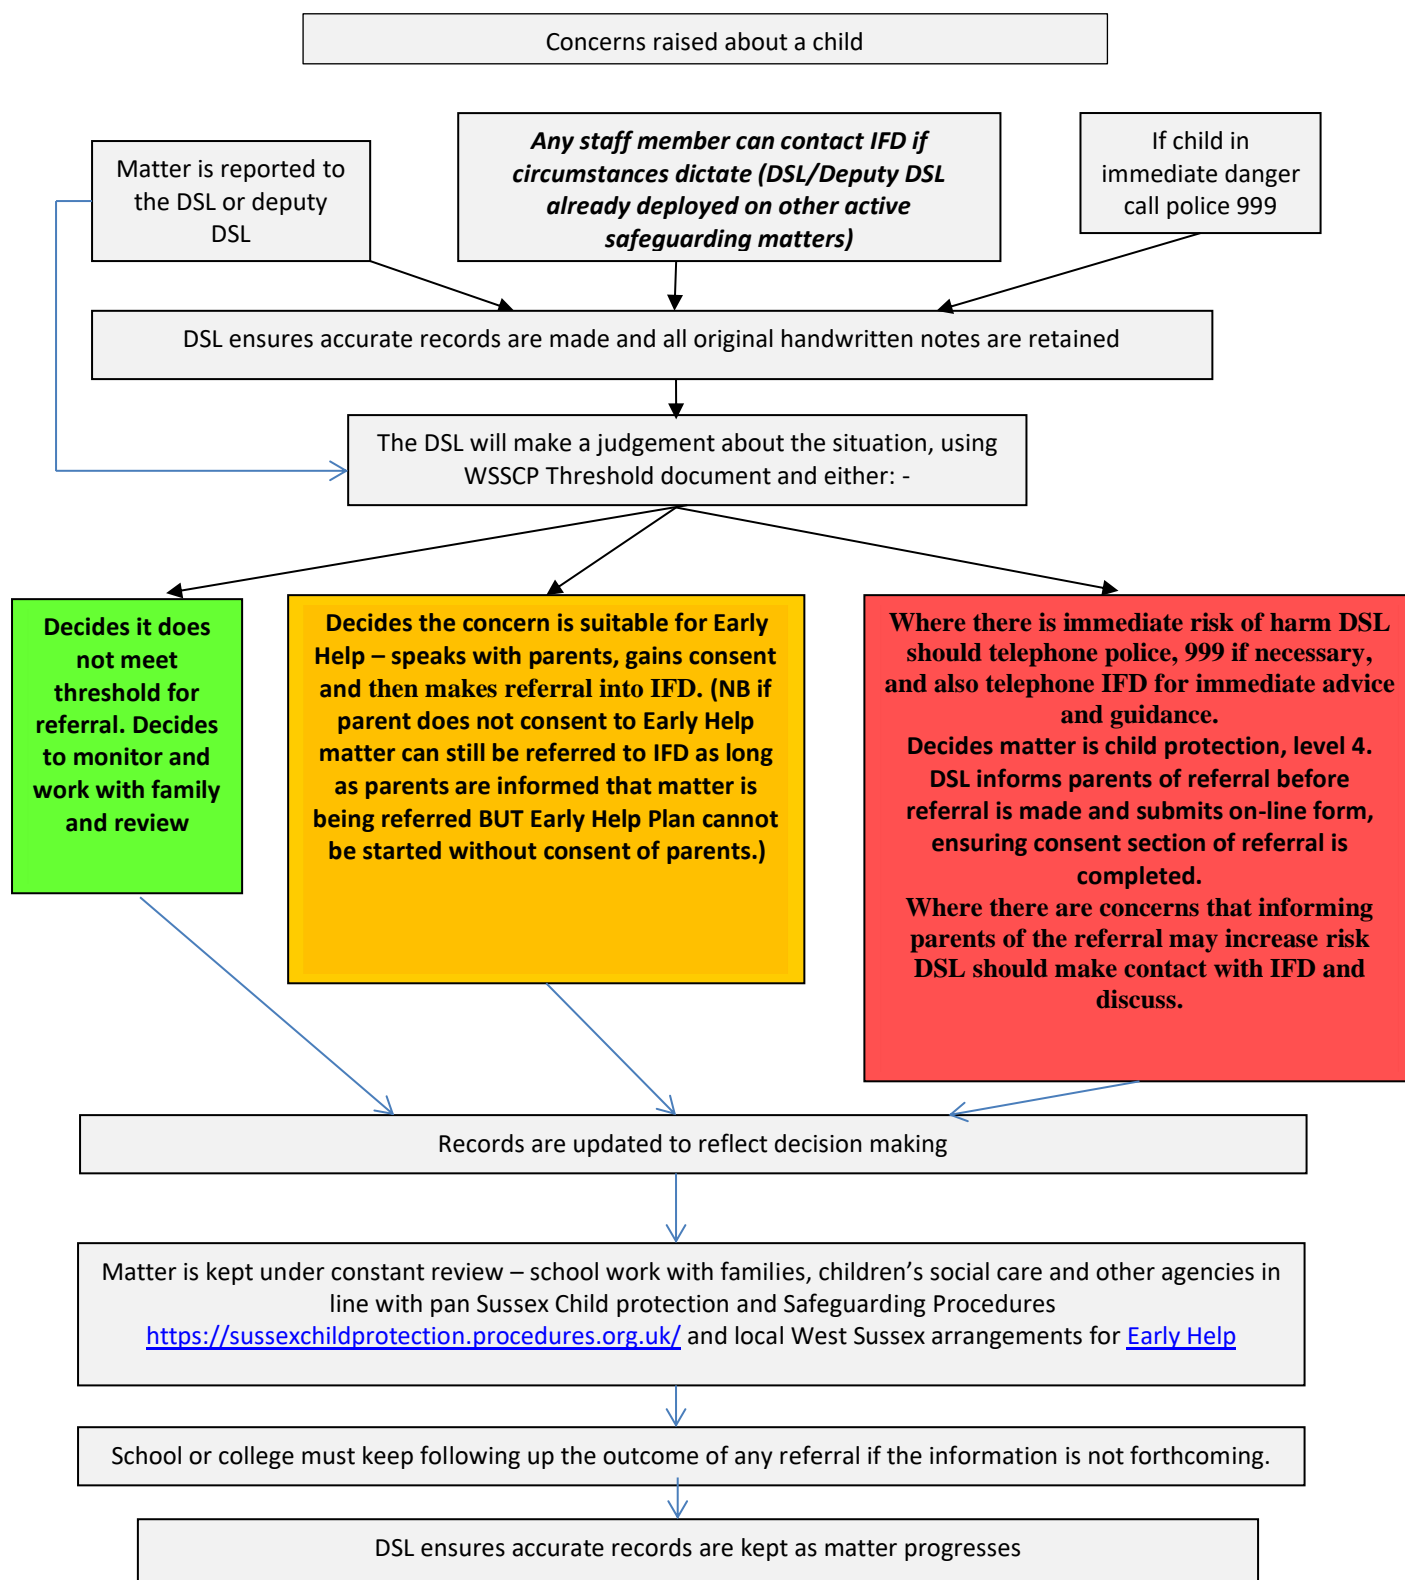 Concerns raised about a child
Matter is reported to
the DSL or deputy
DSL
Any staff member can contact IFD if
circumstances dictate (DSL/Deputy DSL
already deployed on other active
safeguarding matters)
If child in
immediate danger
call police 999
DSL ensures accurate records are made and all original handwritten notes are retained
The DSL will make a judgement about the situation, using
WSSCP Threshold document and either: -
Decides it does
not meet
threshold for
referral. Decides
to monitor and
work with family
and review
Decides the concern is suitable for Early
Help – speaks with parents, gains consent
and then makes referral into IFD. (NB if
parent does not consent to Early Help
matter can still be referred to IFD as long
as parents are informed that matter is
being referred BUT Early Help Plan cannot
be started without consent of parents.)
Where there is immediate risk of harm DSL
should telephone police, 999 if necessary,
and also telephone IFD for immediate advice
and guidance.
Decides matter is child protection, level 4.
DSL informs parents of referral before
referral is made and submits on-line form,
ensuring consent section of referral is
completed.
Where there are concerns that informing
parents of the referral may increase risk
DSL should make contact with IFD and
discuss.
Records are updated to reflect decision making
Matter is kept under constant review – school work with families, children’s social care and other agencies in
line with pan Sussex Child protection and Safeguarding Procedures
https://sussexchildprotection.procedures.org.uk/ and local West Sussex arrangements for Early Help
School or college must keep following up the outcome of any referral if the information is not forthcoming.
DSL ensures accurate records are kept as matter progresses